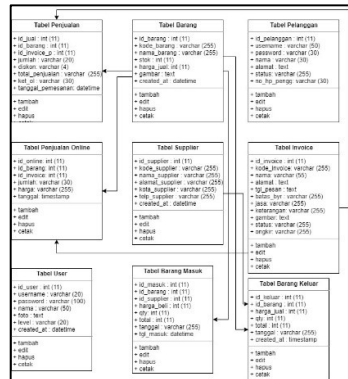 Tabel Penjualan
+ id_jual : int (11)
+ id_barang : int (11)
+ id_invoice_p : int (11)
+ jumlah : varchar (20)
+ diskon : varchar (4)
+ total_penjualan : varchar (255)
+ ket_ol : varchar (30)
+ tanggal_pemesanan : datetime
+ tambah
+ edit
+ hapus
+ cetak
Tabel Barang
+ id_barang : int (11)
+ kode_barang : varchar (255)
+ nama_barang : varchar (255)
+ stok : int (11)
+ harga_jual : int (11)
+ gambar : text
+ created_at : datetime
+ tambah
+ edit
+ hapus
+ cetak
Tabel Pelanggan
+ id_pelanggan : int (11)
+ username : varchar (50)
+ password : varchar (30)
+ nama : varchar (30)
+ alamat : text
+ status : varchar (255)
+ no_hp_pengg : varchar (30)
+ tambah
+ edit
+ hapus
+ cetak
Tabel Penjualan Online
+ id_online : int (11)
+ id_barang : int (11)
+ id_invoice : int (11)
+ jumlah : varchar (30)
+ harga : varchar (255)
+ tanggal : timestamp
+ tambah
+ edit
+ hapus
+ cetak
Tabel Supplier
+ id_supplier : int (11)
+ kode_supplier : varchar (255)
+ nama_supplier : varchar (255)
+ alamat_supplier : varchar (255)
+ kota_supplier : varchar (255)
+ telp_supplier : varchar (255)
+ created_at : datetime
+ tambah
+ edit
+ hapus
+ cetak
Tabel Invoice
+ id_invoice : int (11)
+ kode_invoice : varchar (255)
+ nama : varchar (55)
+ alamat : text
+ tgl_pesan : text
+ batas_byr : varchar (255)
+ jasa : varchar (255)
+ keterangan : varchar (255)
+ gambar : text
+ status : varchar (255)
+ ongkir : varchar (255)
+ tambah
+ edit
+ hapus
+ cetak
Tabel User
+ id_user : int (11)
+ username : varchar (20)
+ password : varchar (100)
+ nama : varchar (50)
+ foto : text
+ level : varchar (20)
+ created_at : datetime
+ tambah
+ edit
+ hapus
+ cetak
Tabel Barang Masuk
+ id_masuk : int (11)
+ id_barang : int (11)
+ id_supplier : int (11)
+ harga_beli : int (11)
+ qty : int (11)
+ total : int (11)
+ tanggal : varchar (255)
+ tgl_masuk : datetime
+ tambah
+ edit
+ hapus
+ cetak
Tabel Barang Keluar
+ id_keluar : int (11)
+ id_barang : int (11)
+ harga_jual : int (11)
+ qty : int (11)
+ total : int (11)
+ tanggal : varchar (255)
+ created_at : timestamp
+ tambah
+ edit
+ hapus
+ cetak